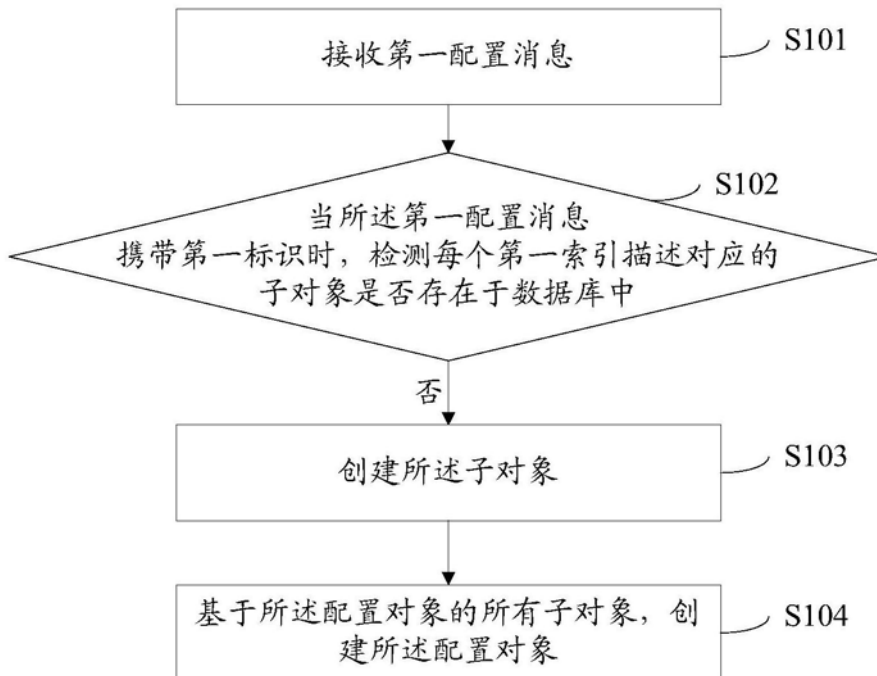 接收第一配置消息
S101
S102
当所述第一配置消息
携带第一标识时，检测每个第一索引描述对应的
子对象是否存在于数据库中
否
创建所述子对象
S103
基于所述配置对象的所有子对象，创
建所述配置对象
S104